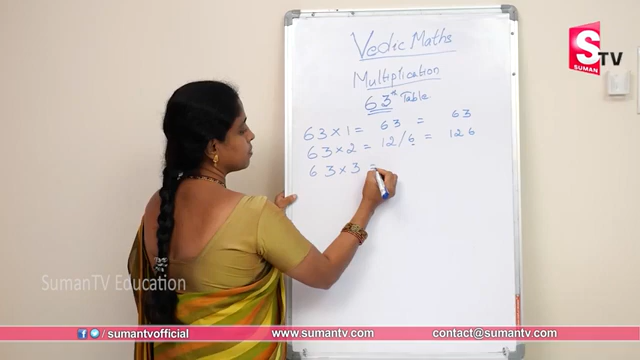 Vedic Maths
Multiplication
63rd Table
63 × 1 = 63 = 63
63 × 2 = 12/6 = 126
63 × 3 =
S TV
SUMAN
SumanTV Education
/sumantvofficial www.sumantv.com contact@sumantv.com